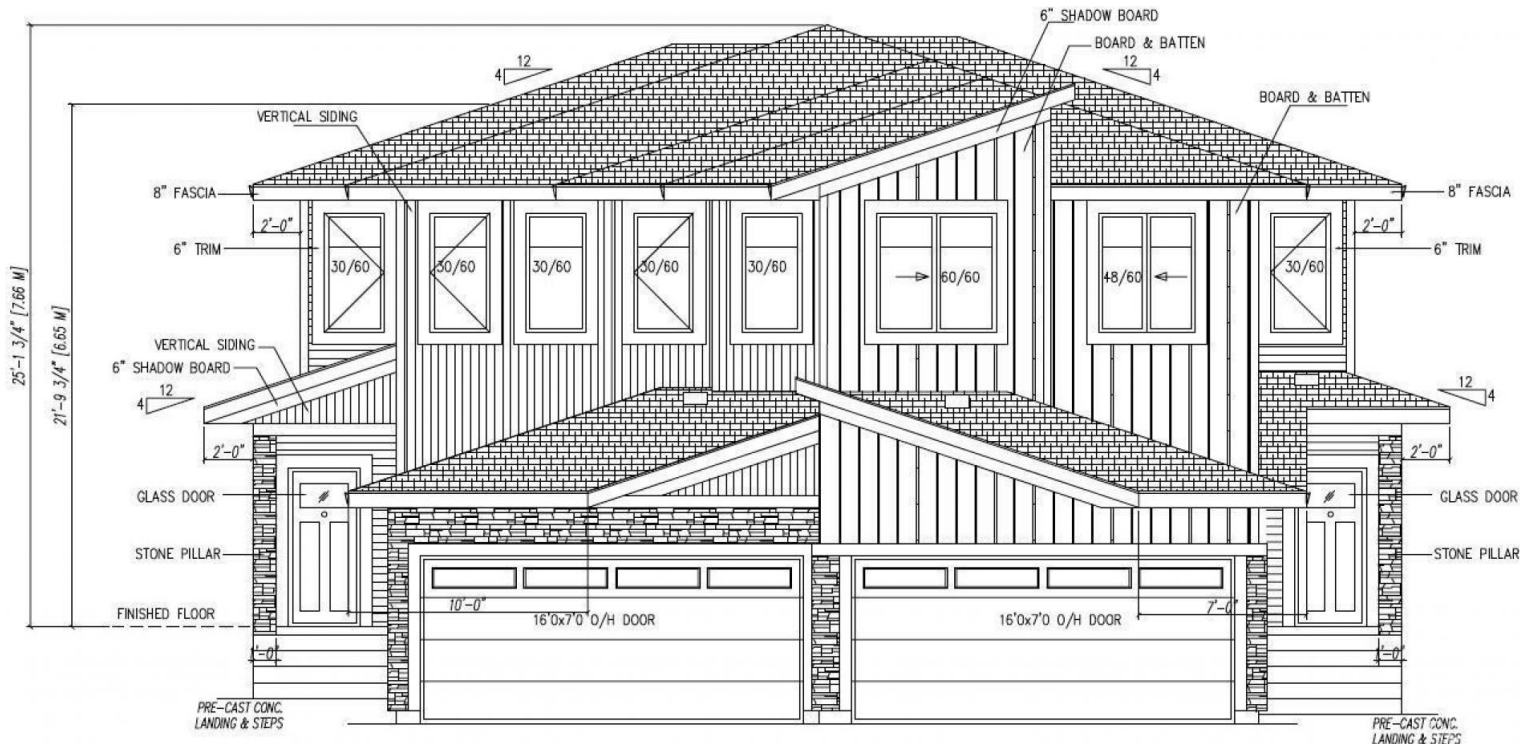 6" SHADOW BOARD
BOARD & BATTEN
12
4
12
4
VERTICAL SIDING
BOARD & BATTEN
8" FASCIA
8" FASCIA
2'-0"
2'-0"
6" TRIM
6" TRIM
30/60
30/60
30/60
30/60
30/60
60/60
48/60
30/60
25'-1 3/4" [7.66 M]
21'-9 3/4" [6.65 M]
VERTICAL SIDING
6" SHADOW BOARD
12
4
12
4
2'-0"
2'-0"
GLASS DOOR
GLASS DOOR
STONE PILLAR
STONE PILLAR
FINISHED FLOOR
10'-0"
7'-0"
16'0x7'0 O/H DOOR
16'0x7'0 O/H DOOR
1'-0"
1'-0"
PRE-CAST CONC.
LANDING & STEPS
PRE-CAST CONC.
LANDING & STEPS